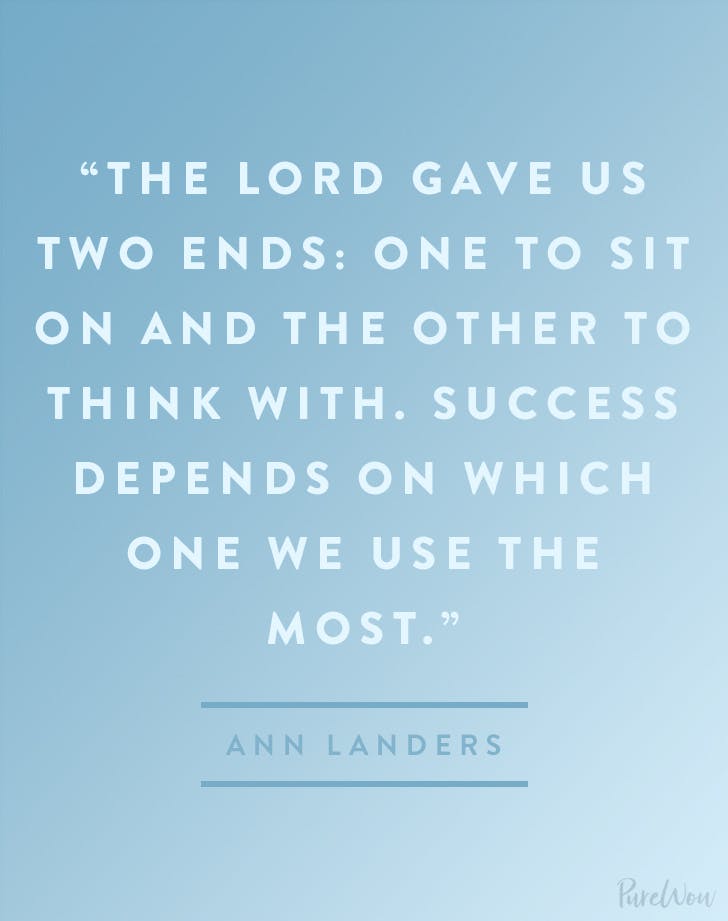 “THE LORD GAVE US
TWO ENDS: ONE TO SIT
ON AND THE OTHER TO
THINK WITH. SUCCESS
DEPENDS ON WHICH
ONE WE USE THE
MOST.”
ANN LANDERS
PureWow